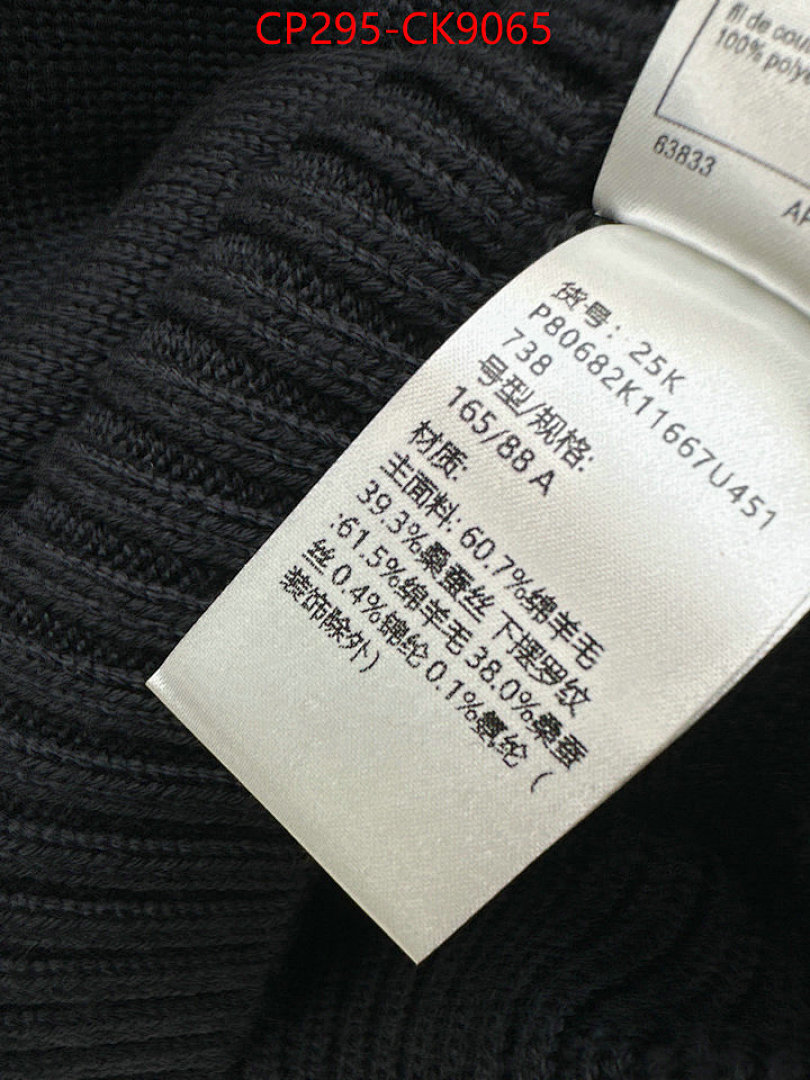 CP295-CK9065
fil de cou
100% poly
63833
货号: 25K
P80682K11667U451
738
号型/规格:
165/88 A
材质:
主面料: 60.7%绵羊毛
39.3%桑蚕丝 下摆罗纹
:61.5%绵羊毛 38.0%桑蚕
丝 0.4%锦纶 0.1%氨纶 (
装饰除外)